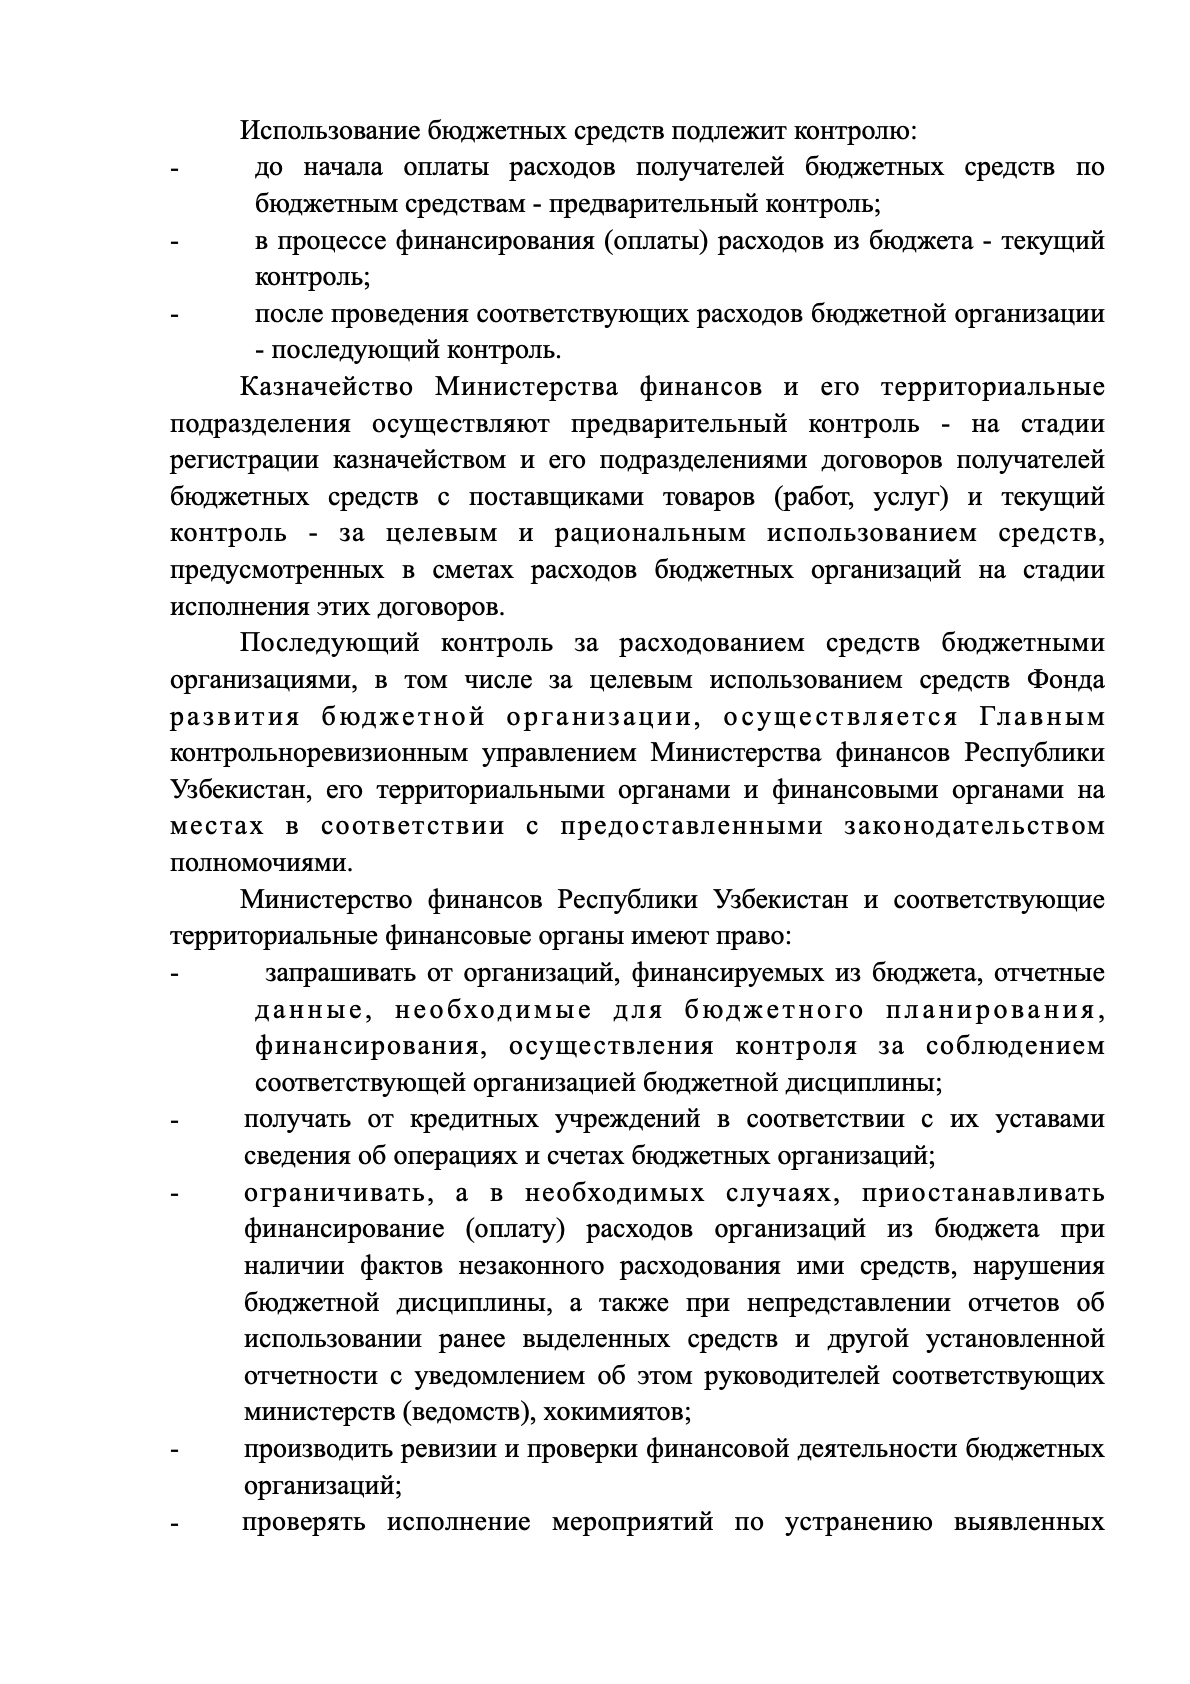 Использование бюджетных средств подлежит контролю:
- до начала оплаты расходов получателей бюджетных средств по
бюджетным средствам - предварительный контроль;
- в процессе финансирования (оплаты) расходов из бюджета - текущий
контроль;
- после проведения соответствующих расходов бюджетной организации
- последующий контроль.
Казначейство Министерства финансов и его территориальные
подразделения осуществляют предварительный контроль - на стадии
регистрации казначейством и его подразделениями договоров получателей
бюджетных средств с поставщиками товаров (работ, услуг) и текущий
контроль - за целевым и рациональным использованием средств,
предусмотренных в сметах расходов бюджетных организаций на стадии
исполнения этих договоров.
Последующий контроль за расходованием средств бюджетными
организациями, в том числе за целевым использованием средств Фонда
развития бюджетной организации, осуществляется Главным
контрольноревизионным управлением Министерства финансов Республики
Узбекистан, его территориальными органами и финансовыми органами на
местах в соответствии с предоставленными законодательством
полномочиями.
Министерство финансов Республики Узбекистан и соответствующие
территориальные финансовые органы имеют право:
- запрашивать от организаций, финансируемых из бюджета, отчетные
данные, необходимые для бюджетного планирования,
финансирования, осуществления контроля за соблюдением
соответствующей организацией бюджетной дисциплины;
- получать от кредитных учреждений в соответствии с их уставами
сведения об операциях и счетах бюджетных организаций;
- ограничивать, а в необходимых случаях, приостанавливать
финансирование (оплату) расходов организаций из бюджета при
наличии фактов незаконного расходования ими средств, нарушения
бюджетной дисциплины, а также при непредставлении отчетов об
использовании ранее выделенных средств и другой установленной
отчетности с уведомлением об этом руководителей соответствующих
министерств (ведомств), хокимиятов;
- производить ревизии и проверки финансовой деятельности бюджетных
организаций;
- проверять исполнение мероприятий по устранению выявленных